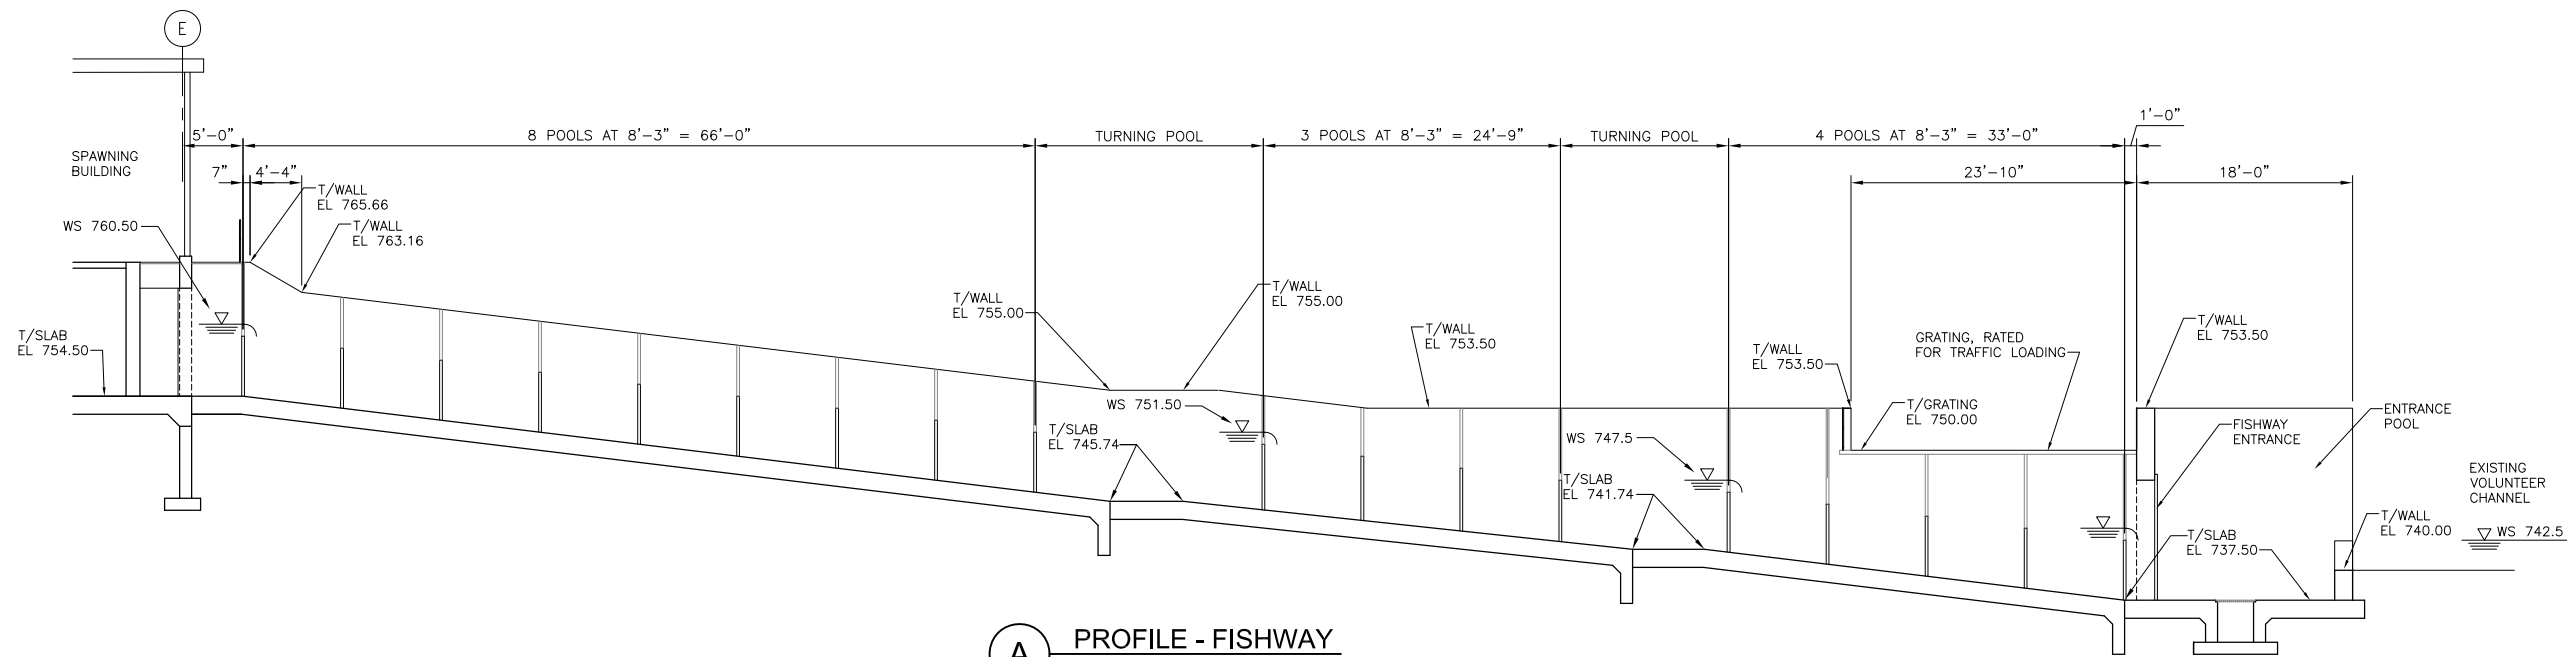 E
5'-0"
8 POOLS AT 8'-3" = 66'-0"
TURNING POOL
3 POOLS AT 8'-3" = 24'-9"
TURNING POOL
4 POOLS AT 8'-3" = 33'-0"
1'-0"
SPAWNING
BUILDING
7"
4'-4"
23'-10"
18'-0"
T/WALL
EL 765.66
WS 760.50
T/WALL
EL 763.16
T/WALL
EL 755.00
T/WALL
EL 755.00
T/WALL
EL 753.50
T/WALL
EL 753.50
GRATING, RATED
FOR TRAFFIC LOADING
T/WALL
EL 753.50
T/SLAB
EL 754.50
WS 751.50
T/GRATING
EL 750.00
ENTRANCE
POOL
FISHWAY
ENTRANCE
T/SLAB
EL 745.74
WS 747.5
T/SLAB
EL 741.74
EXISTING
VOLUNTEER
CHANNEL
T/WALL
EL 740.00
WS 742.5
T/SLAB
EL 737.50
A
PROFILE - FISHWAY